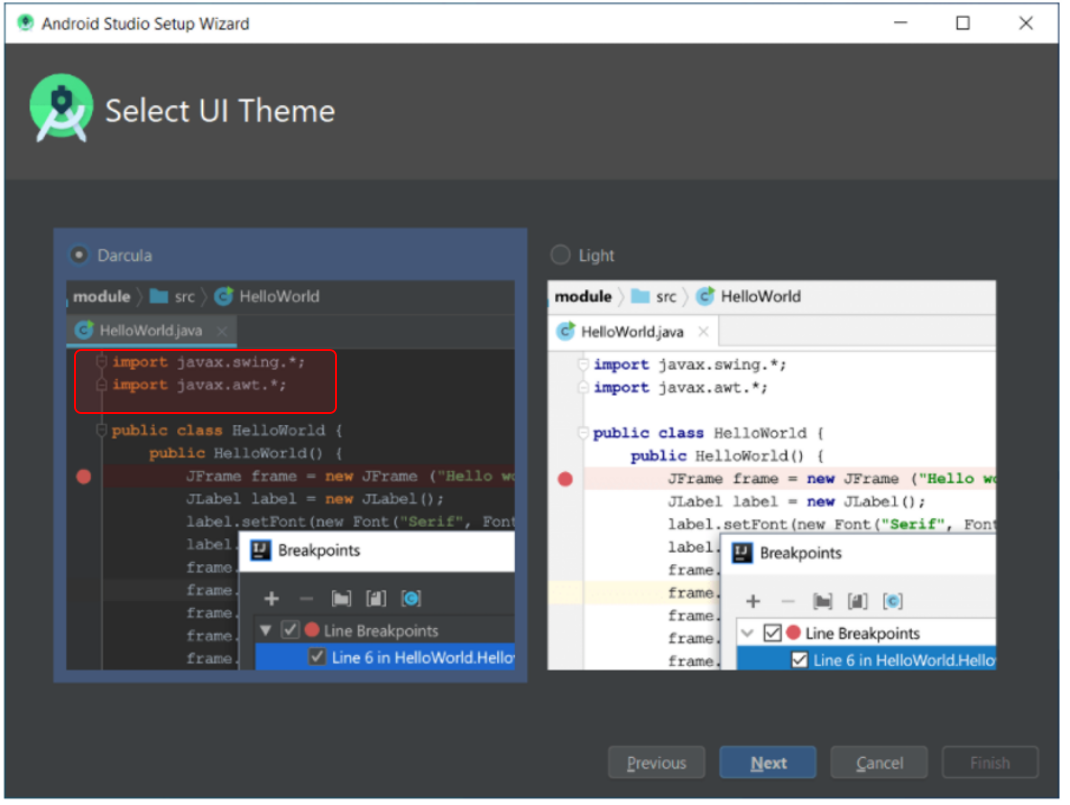 Android Studio Setup Wizard
Select UI Theme
Darcula
module src HelloWorld
HelloWorld.java
import javax.swing.*;
import javax.awt.*;
public class HelloWorld {
public HelloWorld() {
JFrame frame = new JFrame ("Hello wo
JLabel label = new JLabel();
label.setFont(new Font("Serif", Font
label.
frame.
frame.
frame.
frame.
frame.
Breakpoints
Line Breakpoints
Line 6 in HelloWorld.Hello
Light
module src HelloWorld
HelloWorld.java
import javax.swing.*;
import javax.awt.*;
public class HelloWorld {
public HelloWorld() {
JFrame frame = new JFrame ("Hello wo
JLabel label = new JLabel();
label.setFont(new Font("Serif", Font
label.
frame.
frame.
frame.
frame.
frame.
Breakpoints
Line Breakpoints
Line 6 in HelloWorld.Hello
Previous Next Cancel Finish